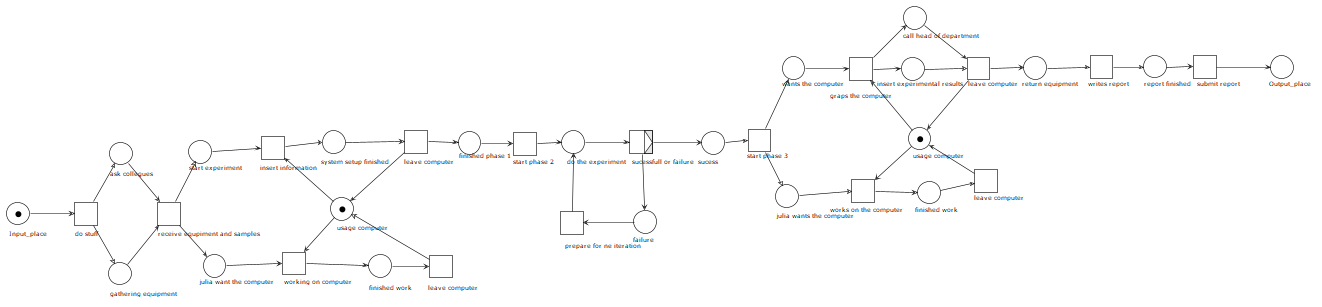 call head of department
wants the computer
insert experimental results
leave computer
return equipment
writes report
report finished
submit report
Output_place
graps the computer
ask collegues
start experiment
insert information
system setup finished
leave computer
finished phase 1
start phase 2
do the experiment
sucessfull or failure
sucess
start phase 3
usage computer
Input_place
do stuff
receive equpiment and samples
usage computer
julia wants the computer
works on the computer
finished work
leave computer
prepare for ne iteration
failure
gathering equipment
julia want the computer
working on computer
finished work
leave computer